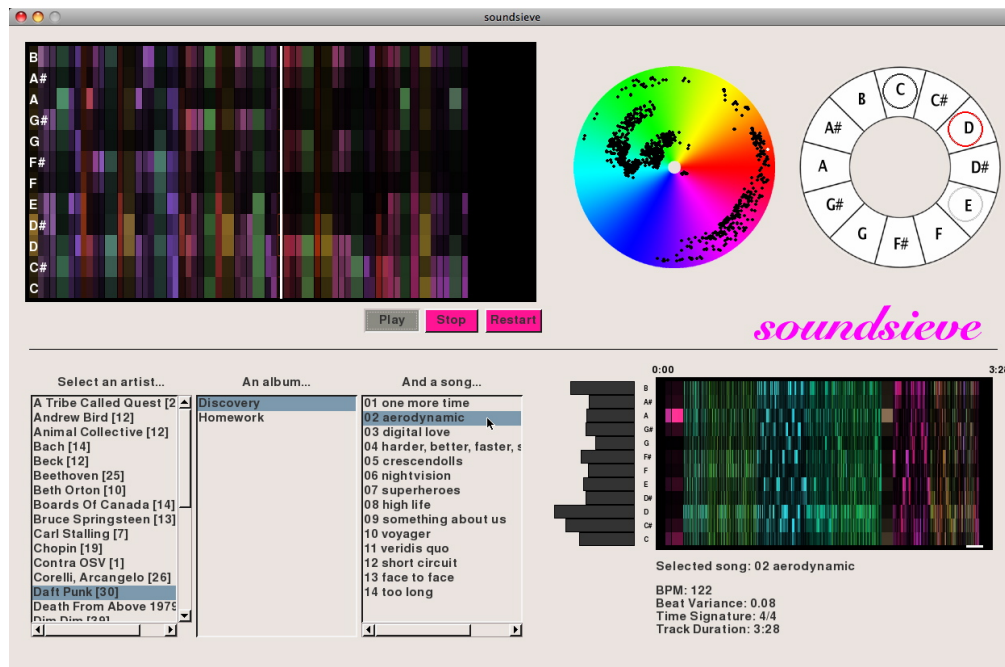 soundsieve
B
A#
A
G#
G
F#
F
E
D#
D
C#
C
C
C#
D
D#
E
F
F#
G
G#
A
A#
B
Play Stop Restart
soundsieve
Select an artist...
A Tribe Called Quest [2
Andrew Bird [12]
Animal Collective [12]
Bach [14]
Beck [12]
Beethoven [25]
Beth Orton [10]
Boards Of Canada [14]
Bruce Springsteen [13]
Carl Stalling [7]
Chopin [19]
Contra OSV [1]
Corelli, Arcangelo [26]
Daft Punk [30]
Death From Above 1979
Dim Dim [39]
An album...
Discovery
Homework
And a song...
01 one more time
02 aerodynamic
03 digital love
04 harder, better, faster, s
05 crescendolls
06 nightvision
07 superheroes
08 high life
09 something about us
10 voyager
11 veridis quo
12 short circuit
13 face to face
14 too long
0:00 3:28
B
A#
A
G#
G
F#
F
E
D#
D
C#
C
Selected song: 02 aerodynamic
BPM: 122
Beat Variance: 0.08
Time Signature: 4/4
Track Duration: 3:28